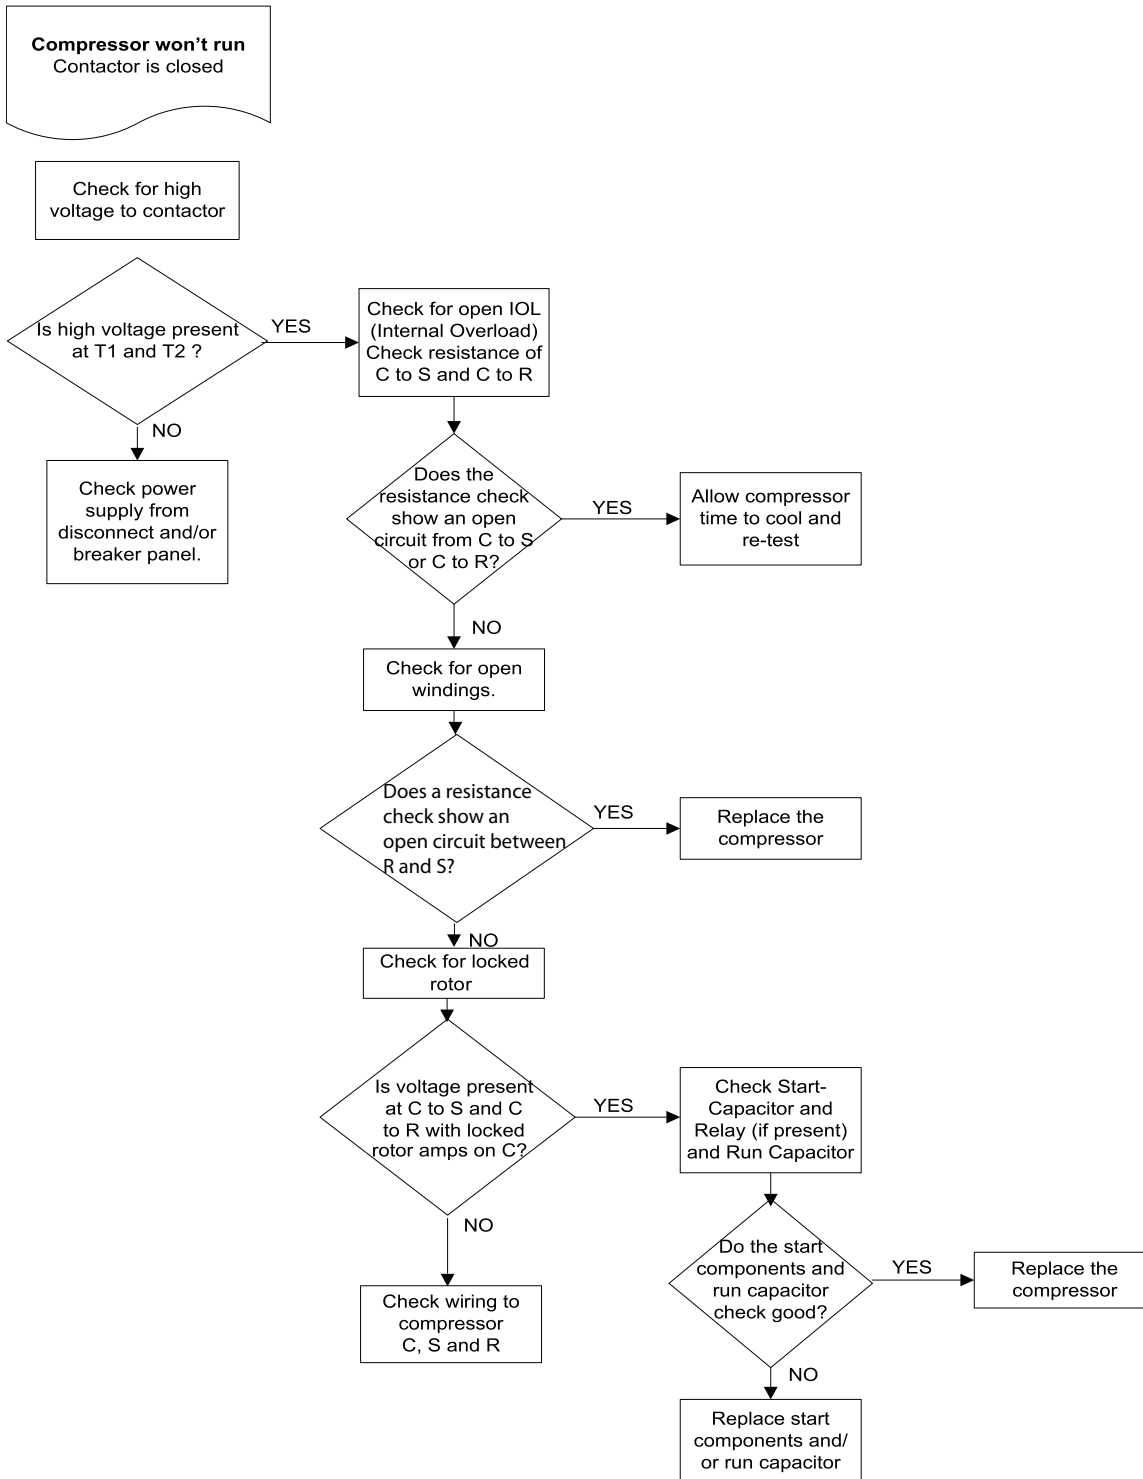 Compressor won't run
Contactor is closed
Check for high
voltage to contactor
Is high voltage present
at T1 and T2 ?
YES
NO
Check power
supply from
disconnect and/or
breaker panel.
Check for open IOL
(Internal Overload)
Check resistance of
C to S and C to R
Does the
resistance check
show an open
circuit from C to S
or C to R?
YES
Allow compressor
time to cool and
re-test
NO
Check for open
windings.
Does a resistance
check show an
open circuit between
R and S?
YES
Replace the
compressor
NO
Check for locked
rotor
Is voltage present
at C to S and C
to R with locked
rotor amps on C?
YES
NO
Check wiring to
compressor
C, S and R
Check Start-
Capacitor and
Relay (if present)
and Run Capacitor
Do the start
components and
run capacitor
check good?
YES
Replace the
compressor
NO
Replace start
components and/
or run capacitor